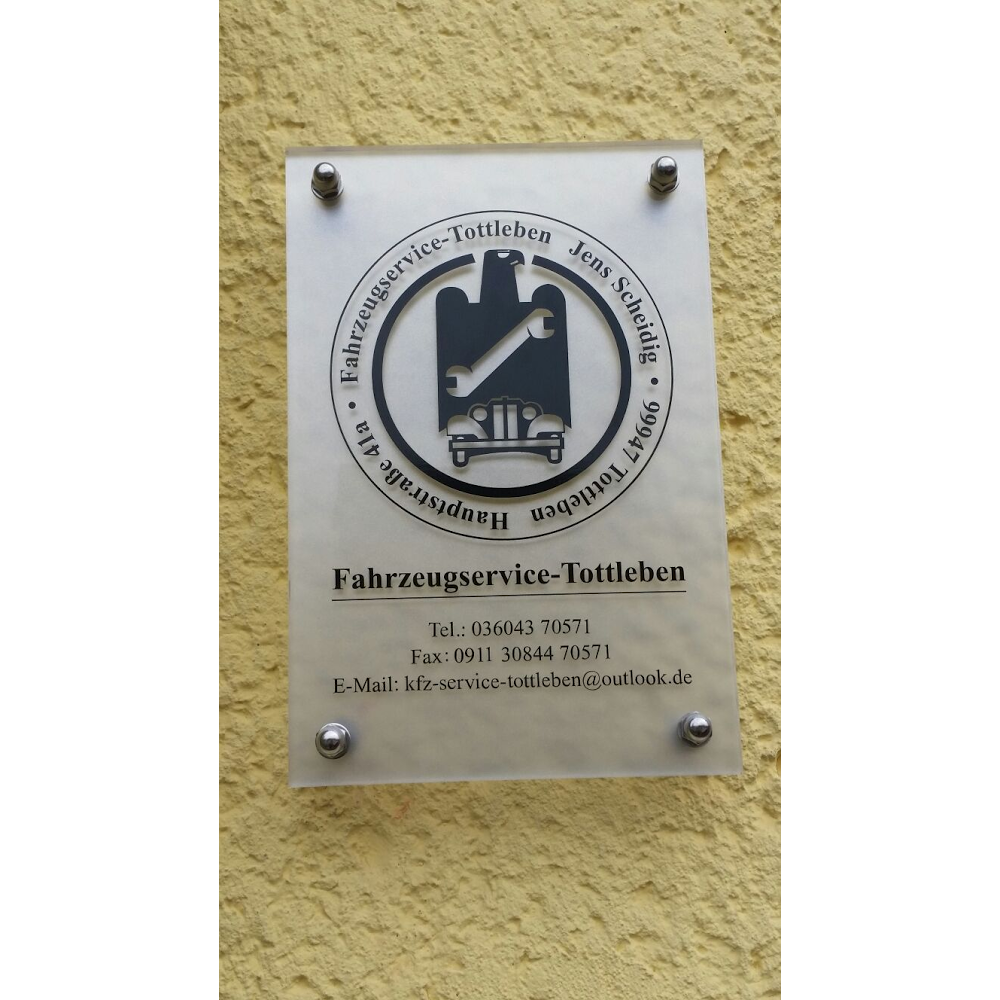 Fahrzeugservice-Tottleben Jens Scheidig • 99947 Tottleben Hauptstraße 41a •
Fahrzeugservice-Tottleben
Tel.: 036043 70571
Fax: 0911 30844 70571
E-Mail: kfz-service-tottleben@outlook.de